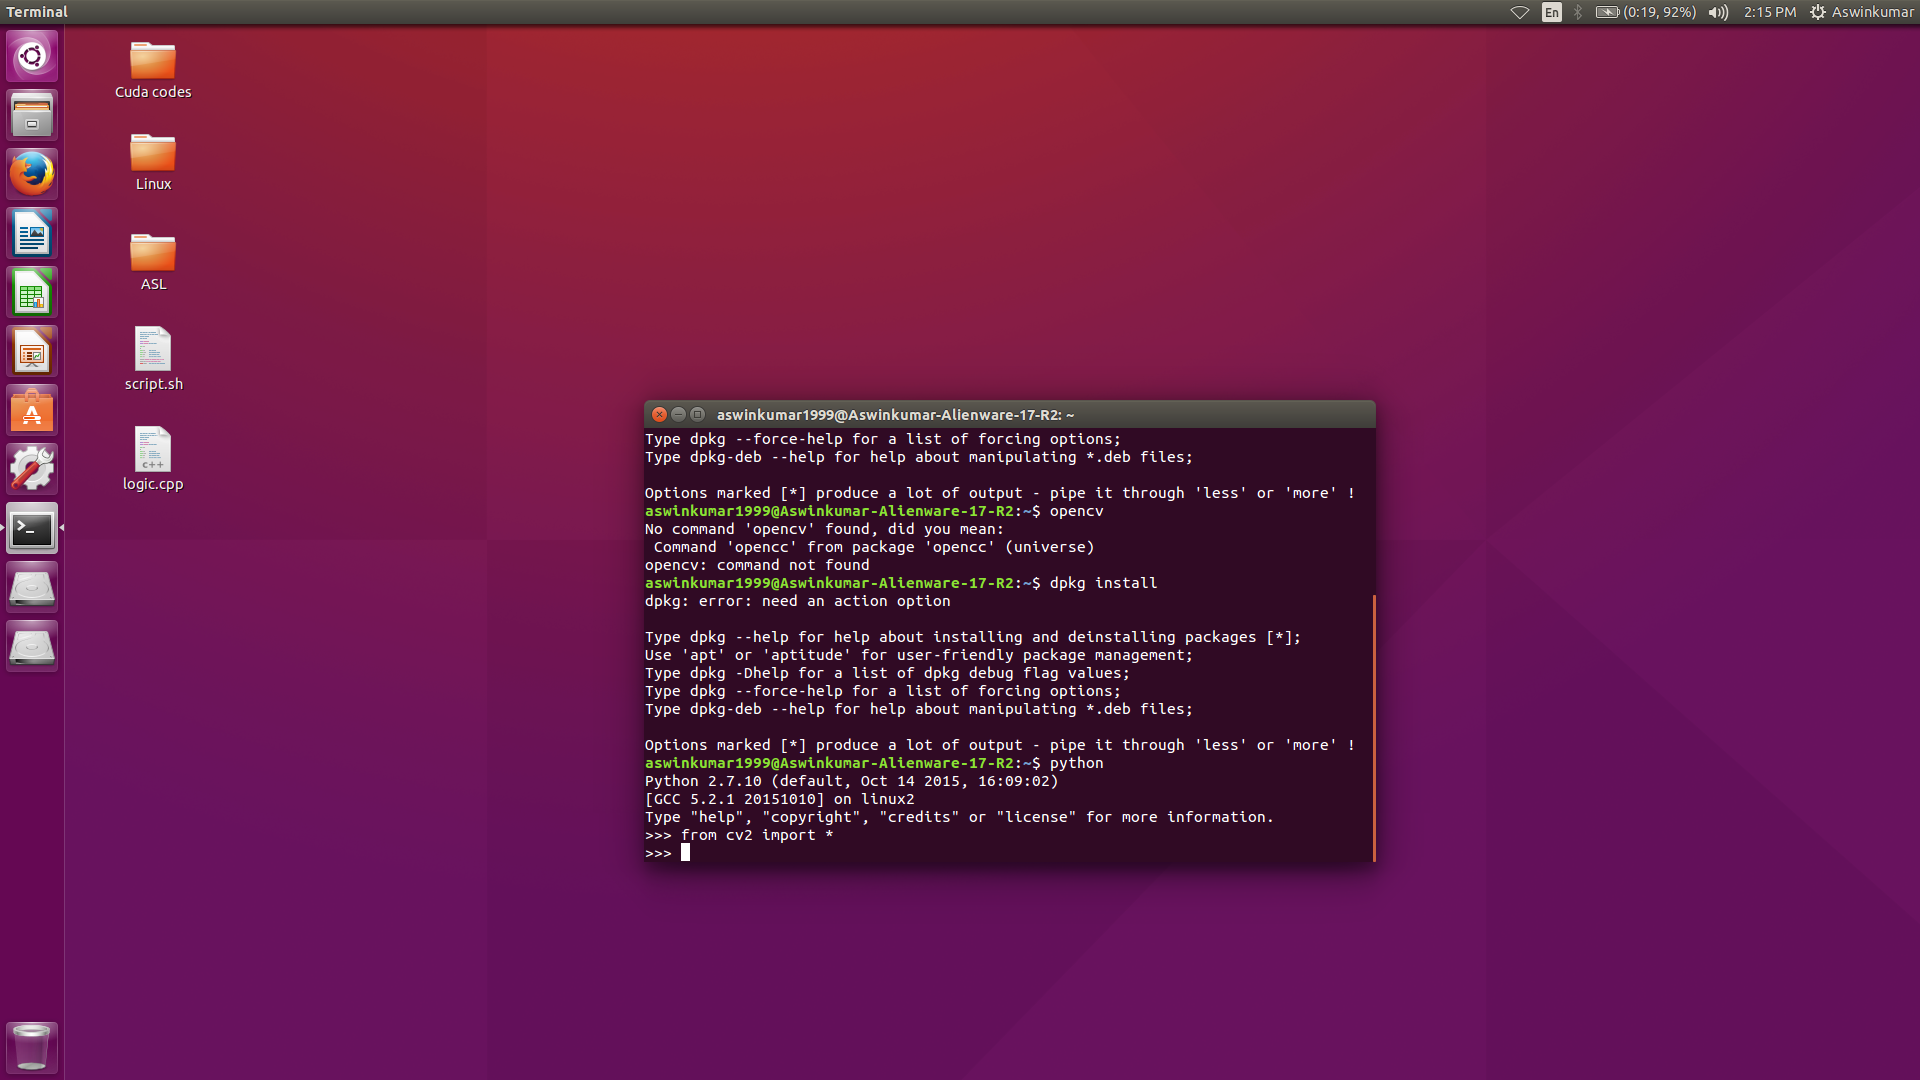 Terminal
En
(0:19, 92%)
2:15 PM
Aswinkumar
Cuda codes
Linux
ASL
script.sh
c++
logic.cpp
aswinkumar1999@Aswinkumar-Alienware-17-R2: ~
Type dpkg --force-help for a list of forcing options;
Type dpkg-deb --help for help about manipulating *.deb files;
Options marked [*] produce a lot of output - pipe it through 'less' or 'more' !
aswinkumar1999@Aswinkumar-Alienware-17-R2:~$ opencv
No command 'opencv' found, did you mean:
Command 'opencc' from package 'opencc' (universe)
opencv: command not found
aswinkumar1999@Aswinkumar-Alienware-17-R2:~$ dpkg install
dpkg: error: need an action option
Type dpkg --help for help about installing and deinstalling packages [*];
Use 'apt' or 'aptitude' for user-friendly package management;
Type dpkg -Dhelp for a list of dpkg debug flag values;
Type dpkg --force-help for a list of forcing options;
Type dpkg-deb --help for help about manipulating *.deb files;
Options marked [*] produce a lot of output - pipe it through 'less' or 'more' !
aswinkumar1999@Aswinkumar-Alienware-17-R2:~$ python
Python 2.7.10 (default, Oct 14 2015, 16:09:02)
[GCC 5.2.1 20151010] on linux2
Type "help", "copyright", "credits" or "license" for more information.
>>> from cv2 import *
>>>